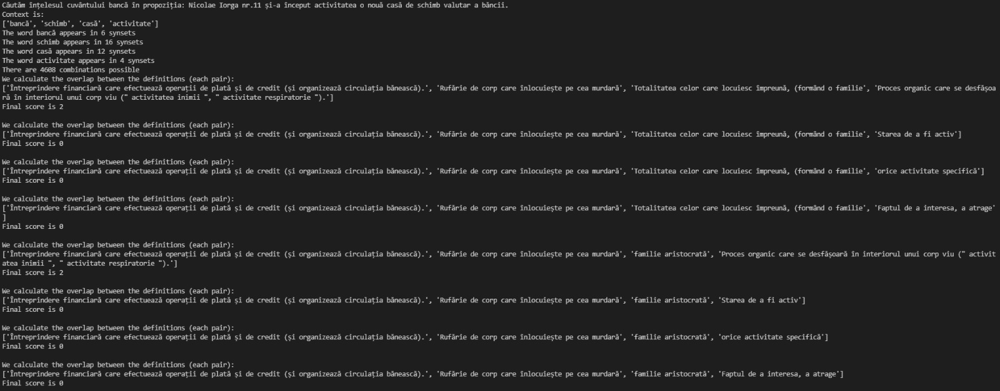 Căutăm înțelesul cuvântului bancă în propoziția: Nicolae Iorga nr.11 și-a început activitatea o nouă casă de schimb valutar a băncii.
Context is:
['bancă', 'schimb', 'casă', 'activitate']
The word bancă appears in 6 synsets
The word schimb appears in 16 synsets
The word casă appears in 12 synsets
The word activitate appears in 4 synsets
There are 4608 combinations possible
We calculate the overlap between the definitions (each pair):
['Întreprindere financiară care efectuează operații de plată și de credit (și organizează circulația bănească).', 'Rufărie de corp care înlocuiește pe cea murdară', 'Totalitatea celor care locuiesc împreună, (formând o familie', 'Proces organic care se desfășoa
ră în interiorul unui corp viu (" activitatea inimii ", " activitate respiratorie ").']
Final score is 2
We calculate the overlap between the definitions (each pair):
['Întreprindere financiară care efectuează operații de plată și de credit (și organizează circulația bănească).', 'Rufărie de corp care înlocuiește pe cea murdară', 'Totalitatea celor care locuiesc împreună, (formând o familie', 'Starea de a fi activ']
Final score is 0
We calculate the overlap between the definitions (each pair):
['Întreprindere financiară care efectuează operații de plată și de credit (și organizează circulația bănească).', 'Rufărie de corp care înlocuiește pe cea murdară', 'Totalitatea celor care locuiesc împreună, (formând o familie', 'orice activitate specifică']
Final score is 0
We calculate the overlap between the definitions (each pair):
['Întreprindere financiară care efectuează operații de plată și de credit (și organizează circulația bănească).', 'Rufărie de corp care înlocuiește pe cea murdară', 'Totalitatea celor care locuiesc împreună, (formând o familie', 'Faptul de a interesa, a atrage'
]
Final score is 0
We calculate the overlap between the definitions (each pair):
['Întreprindere financiară care efectuează operații de plată și de credit (și organizează circulația bănească).', 'Rufărie de corp care înlocuiește pe cea murdară', 'familie aristocrată', 'Proces organic care se desfășoară în interiorul unui corp viu (" activit
atea inimii ", " activitate respiratorie ").']
Final score is 2
We calculate the overlap between the definitions (each pair):
['Întreprindere financiară care efectuează operații de plată și de credit (și organizează circulația bănească).', 'Rufărie de corp care înlocuiește pe cea murdară', 'familie aristocrată', 'Starea de a fi activ']
Final score is 0
We calculate the overlap between the definitions (each pair):
['Întreprindere financiară care efectuează operații de plată și de credit (și organizează circulația bănească).', 'Rufărie de corp care înlocuiește pe cea murdară', 'familie aristocrată', 'orice activitate specifică']
Final score is 0
We calculate the overlap between the definitions (each pair):
['Întreprindere financiară care efectuează operații de plată și de credit (și organizează circulația bănească).', 'Rufărie de corp care înlocuiește pe cea murdară', 'familie aristocrată', 'Faptul de a interesa, a atrage']
Final score is 0